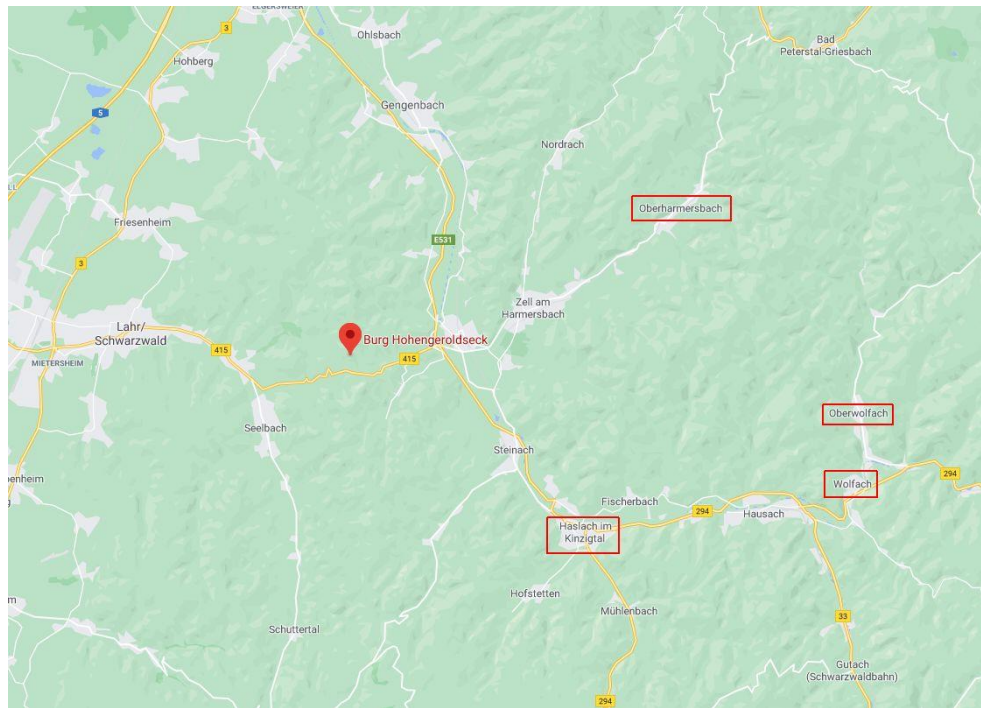 Ohlsbach
3
Hohberg
Bad
Peterstal-Griesbach
5
Gengenbach
Nordrach
Oberharmersbach
Friesenheim
E531
3
Zell am
Harmersbach
Lahr/
Schwarzwald
Burg Hohengeroldseck
415
415
MIETERSHEIM
Oberwolfach
Seelbach
Steinach
294
Wolfach
Fischerbach
294
Hausach
Haslach im
Kinzigtal
Hofstetten
Mühlenbach
33
Schuttertal
Gutach
(Schwarzwaldbahn)
294